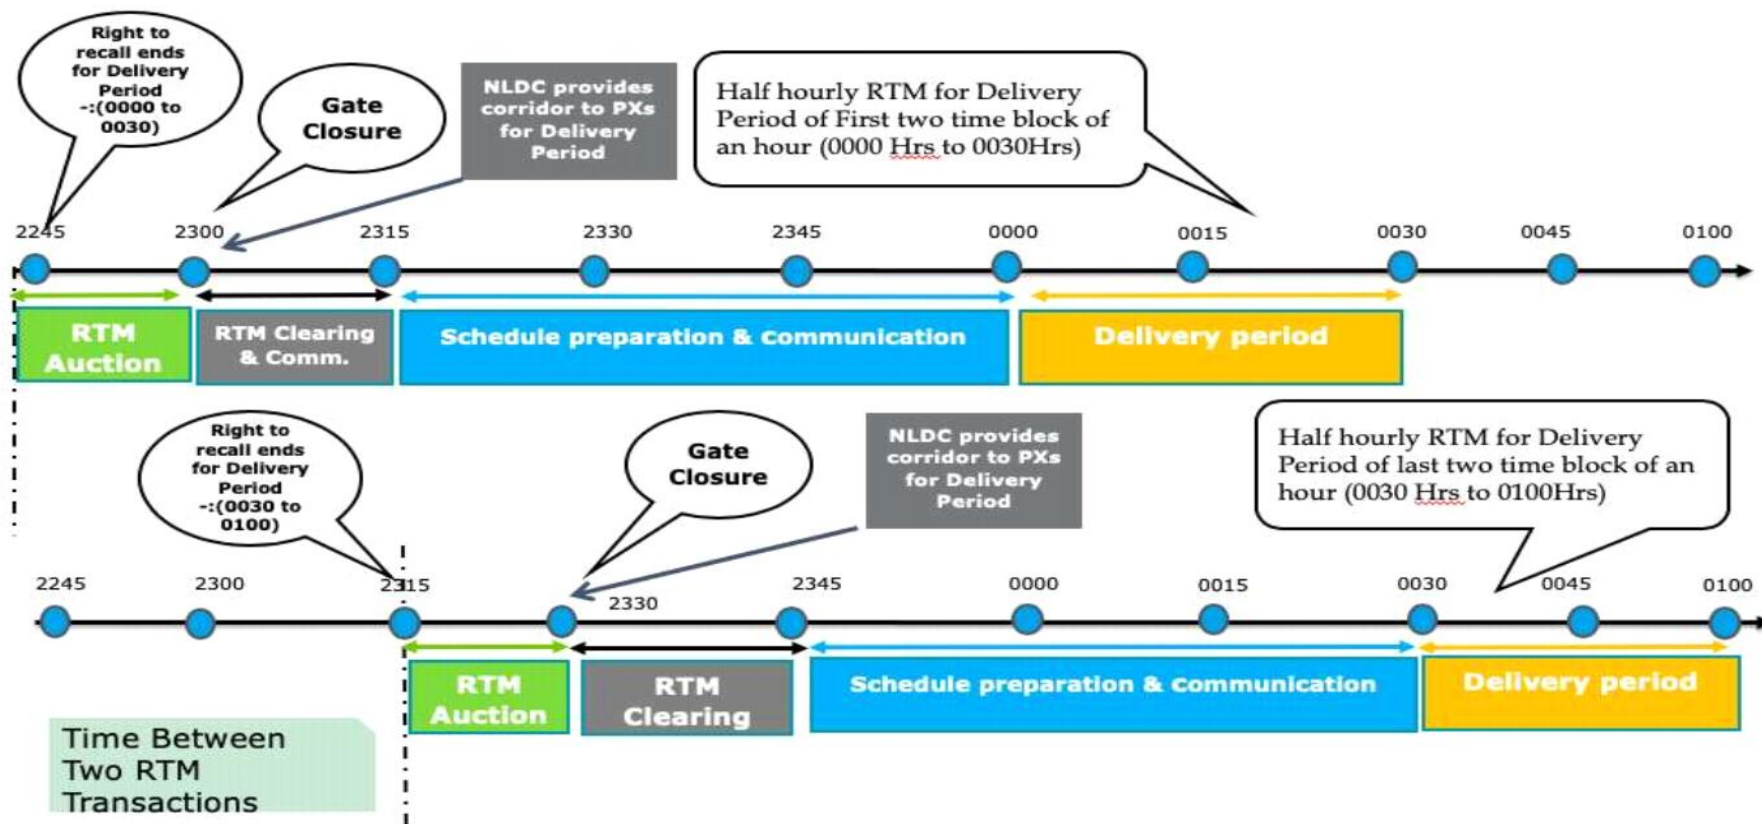 Right to
recall ends
for Delivery
Period
-:(0000 to
0030)
Gate
Closure
NLDC provides
corridor to PXs
for Delivery
Period
Half hourly RTM for Delivery
Period of First two time block of
an hour (0000 Hrs to 0030Hrs)
2245 2300 2315 2330 2345 0000 0015 0030 0045 0100
RTM
Auction
RTM Clearing
& Comm.
Schedule preparation & Communication
Delivery period
Right to
recall ends
for Delivery
Period
-:(0030 to
0100)
Gate
Closure
NLDC provides
corridor to PXs
for Delivery
Period
Half hourly RTM for Delivery
Period of last two time block of an
hour (0030 Hrs to 0100Hrs)
2245 2300 2315 2330 2345 0000 0015 0030 0045 0100
RTM
Auction
RTM
Clearing
Schedule preparation & Communication
Delivery period
Time Between
Two RTM
Transactions